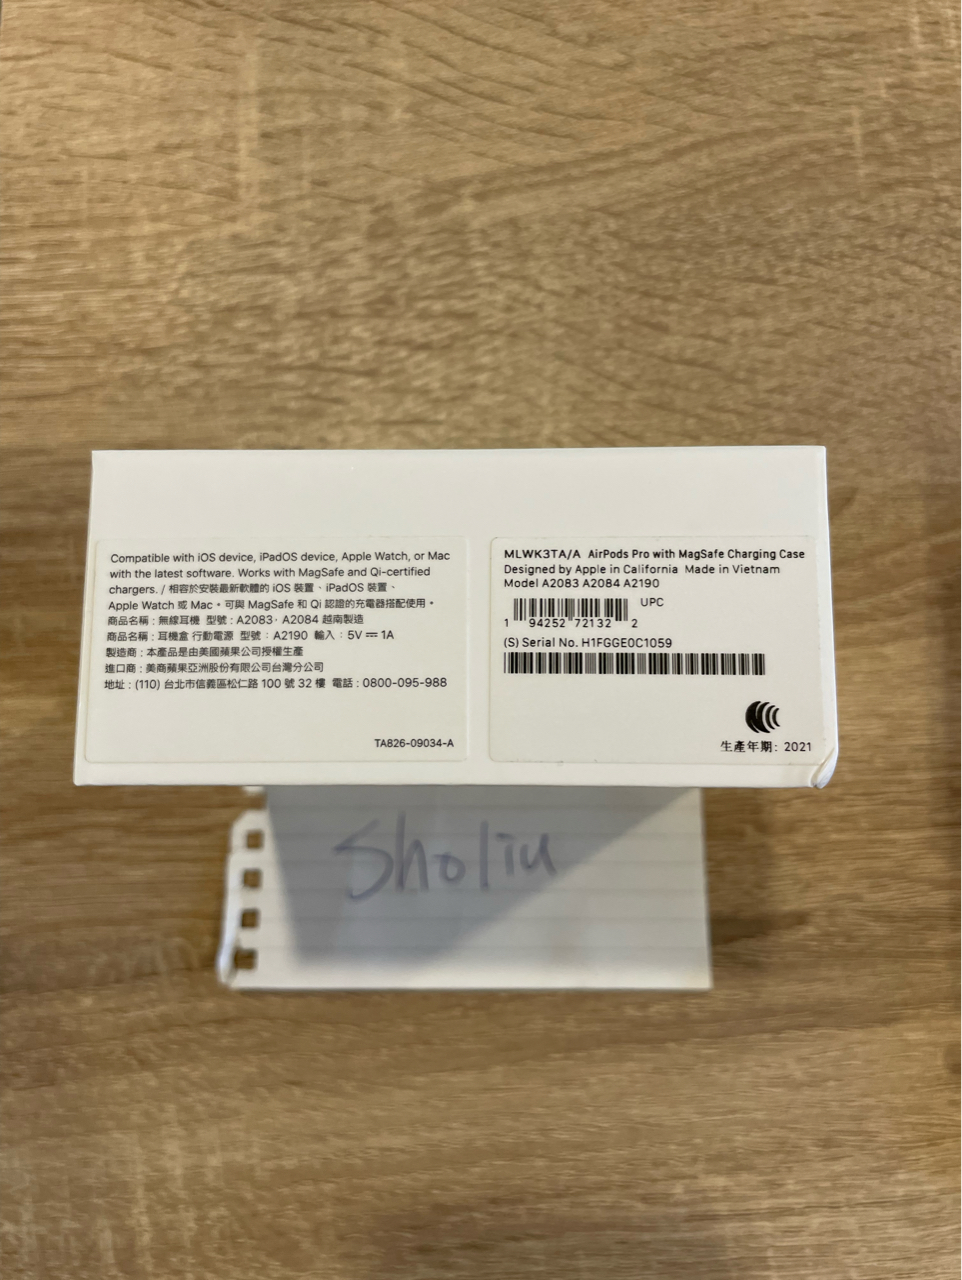 Compatible with iOS device, iPadOS device, Apple Watch, or Mac
with the latest software. Works with MagSafe and Qi-certified
chargers. / 相容於安裝最新軟體的 iOS 裝置、iPadOS 裝置、
Apple Watch 或 Mac。可與 MagSafe 和 Qi 認證的充電器搭配使用。
商品名稱：無線耳機 型號：A2083、A2084 越南製造
商品名稱：耳機盒 行動電源 型號：A2190 輸入：5V ⎓ 1A
製造商：本產品是由美國蘋果公司授權生產
進口商：美商蘋果亞洲股份有限公司台灣分公司
地址：(110) 台北市信義區松仁路 100 號 32 樓 電話：0800-095-988
TA826-09034-A
MLWK3TA/A AirPods Pro with MagSafe Charging Case
Designed by Apple in California Made in Vietnam
Model A2083 A2084 A2190
UPC
1 94252 72132 2
(S) Serial No. H1FGGE0C1059
生產年期: 2021
Sholiu